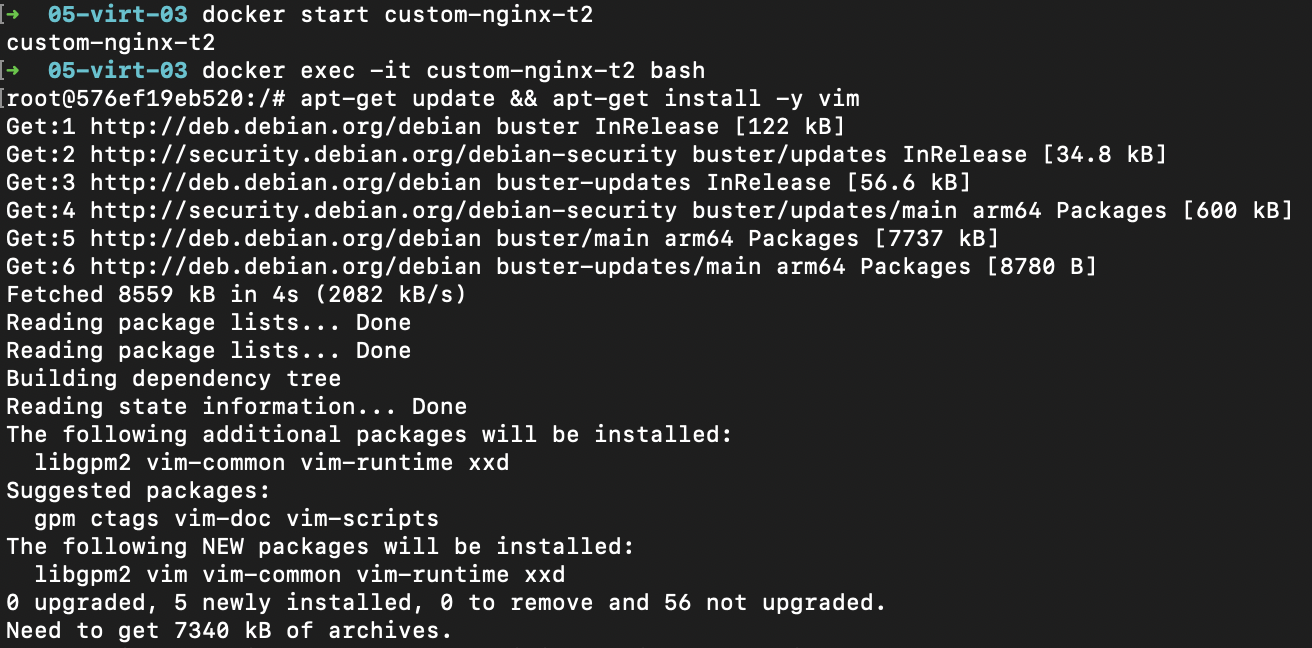 [➜  05-virt-03 docker start custom-nginx-t2
custom-nginx-t2
[➜  05-virt-03 docker exec -it custom-nginx-t2 bash
[root@576ef19eb520:/# apt-get update && apt-get install -y vim
Get:1 http://deb.debian.org/debian buster InRelease [122 kB]
Get:2 http://security.debian.org/debian-security buster/updates InRelease [34.8 kB]
Get:3 http://deb.debian.org/debian buster-updates InRelease [56.6 kB]
Get:4 http://security.debian.org/debian-security buster/updates/main arm64 Packages [600 kB]
Get:5 http://deb.debian.org/debian buster/main arm64 Packages [7737 kB]
Get:6 http://deb.debian.org/debian buster-updates/main arm64 Packages [8780 B]
Fetched 8559 kB in 4s (2082 kB/s)
Reading package lists... Done
Reading package lists... Done
Building dependency tree
Reading state information... Done
The following additional packages will be installed:
  libgpm2 vim-common vim-runtime xxd
Suggested packages:
  gpm ctags vim-doc vim-scripts
The following NEW packages will be installed:
  libgpm2 vim vim-common vim-runtime xxd
0 upgraded, 5 newly installed, 0 to remove and 56 not upgraded.
Need to get 7340 kB of archives.